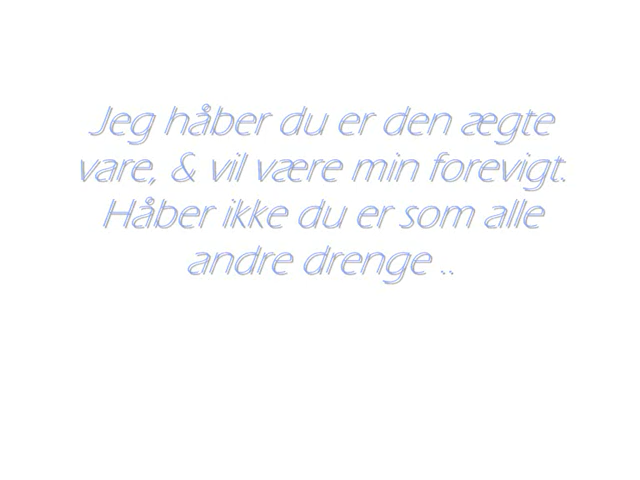 Jeg håber du er den ægte
vare, & vil være min forevigt.
Håber ikke du er som alle
andre drenge ..